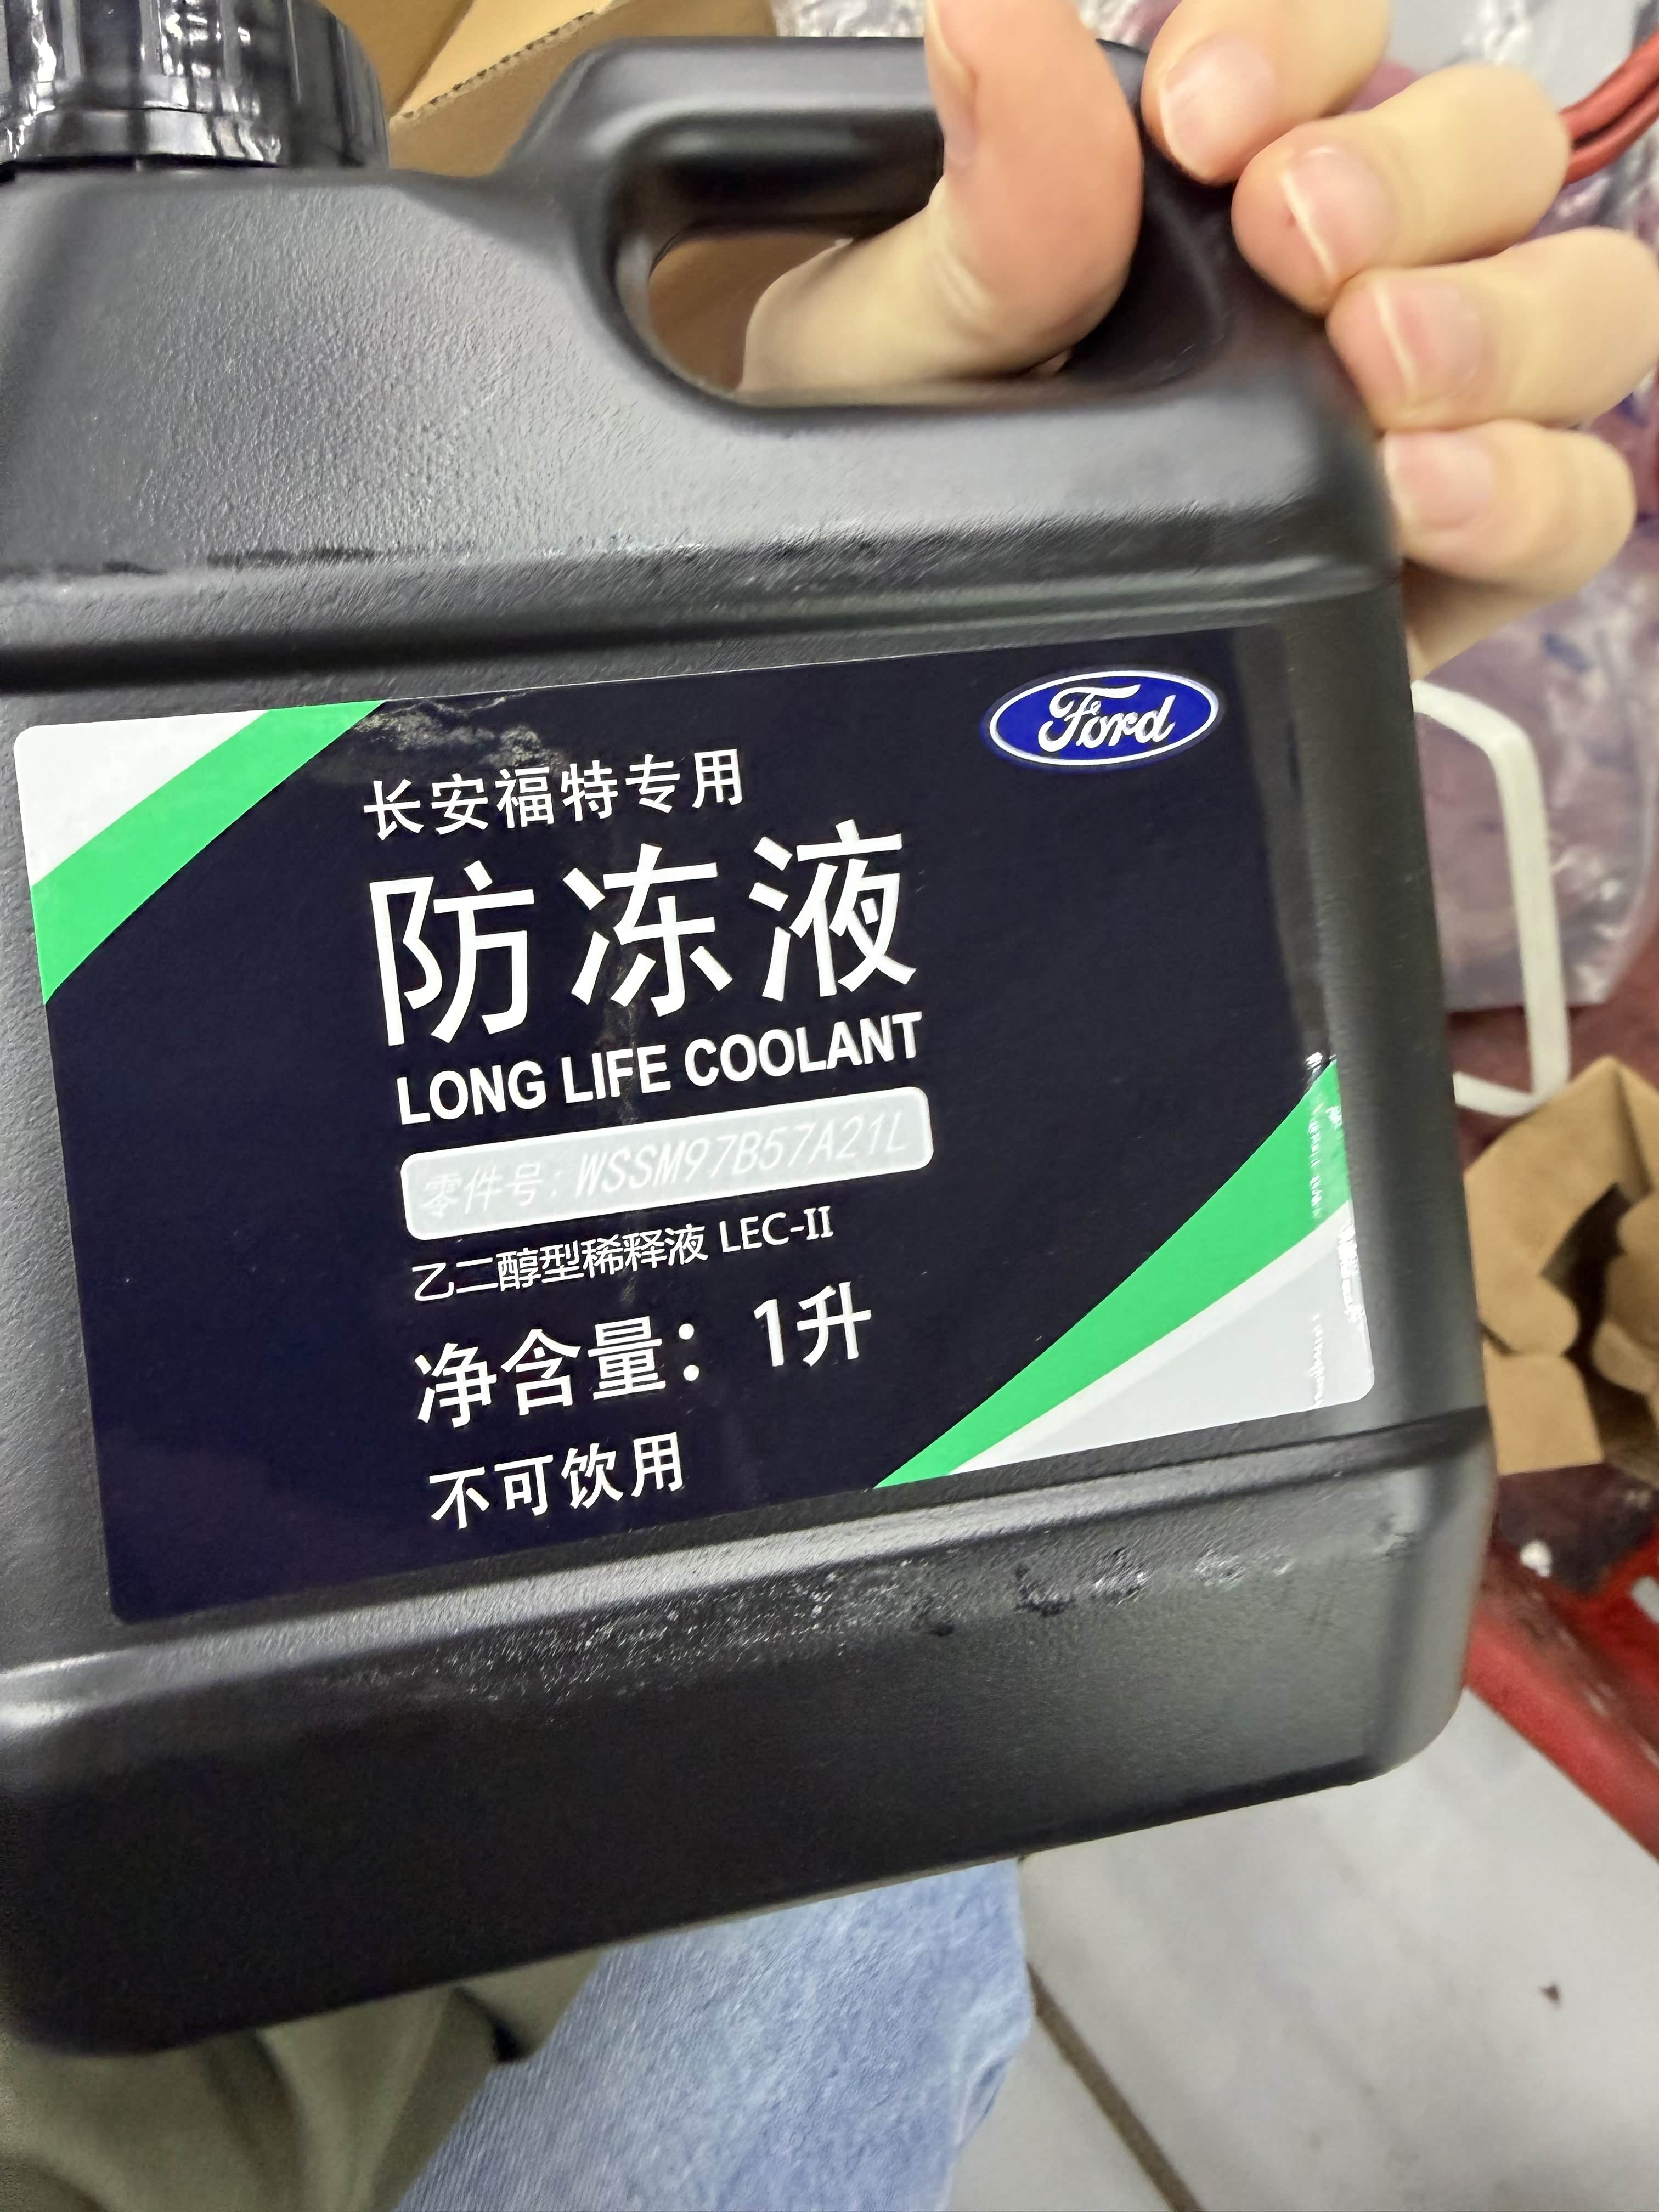 Ford
长安福特专用
防冻液
LONG LIFE COOLANT
零件号: WSSM97B57A21L
乙二醇型稀释液 LEC-II
净含量：1升
不可饮用